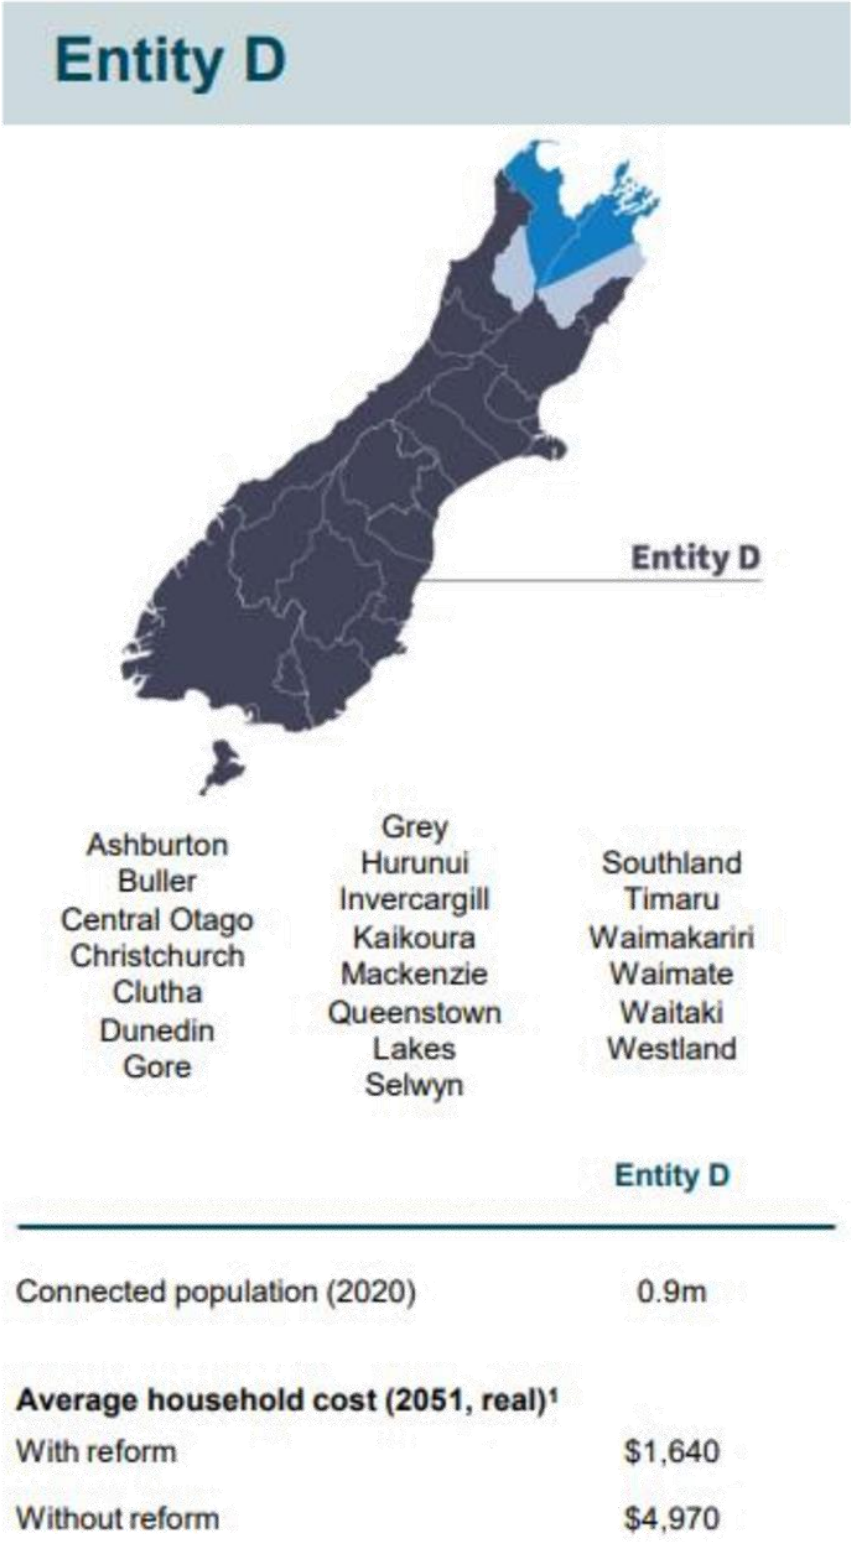 Entity D
Entity D
Ashburton
Buller
Central Otago
Christchurch
Clutha
Dunedin
Gore
Grey
Hurunui
Invercargill
Kaikoura
Mackenzie
Queenstown
Lakes
Selwyn
Southland
Timaru
Waimakariri
Waimate
Waitaki
Westland
Entity D
Connected population (2020) 0.9m
Average household cost (2051, real)¹
With reform $1,640
Without reform $4,970